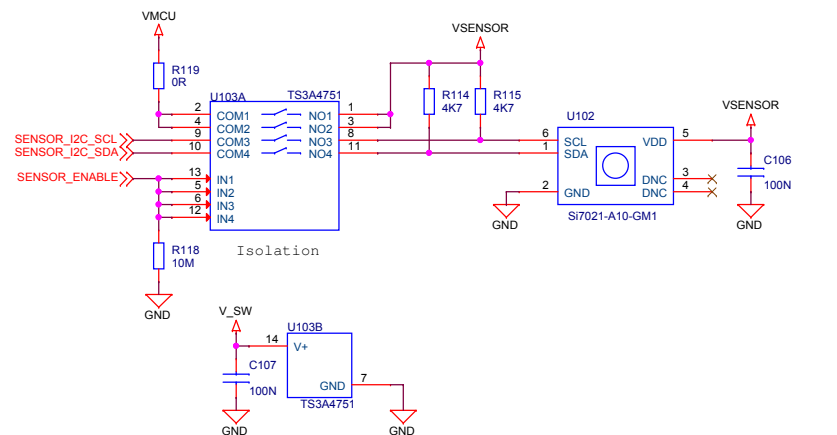 VMCU
R119
0R
U103A
TS3A4751
2
COM1
NO1
1
4
COM2
NO2
3
SENSOR_I2C_SCL
9
COM3
NO3
8
SENSOR_I2C_SDA
10
COM4
NO4
11
SENSOR_ENABLE
13
IN1
5
IN2
6
IN3
12
IN4
R118
10M
Isolation
GND
VSENSOR
R114
4K7
R115
4K7
U102
6
SCL
VDD
5
1
SDA
DNC
3
2
GND
DNC
4
Si7021-A10-GM1
GND
VSENSOR
C106
100N
GND
V_SW
U103B
14
V+
C107
100N
GND
7
TS3A4751
GND
GND